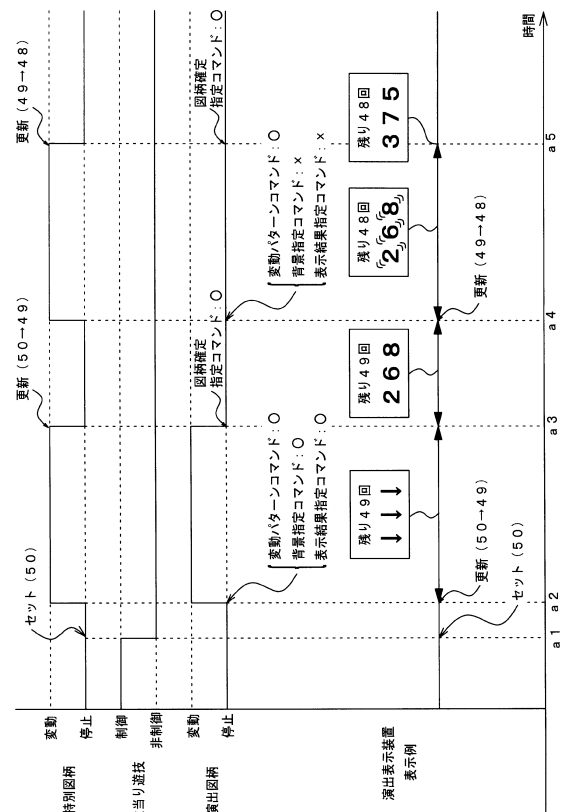 特別図柄
変動
停止
セット(50)
更新(50→49)
更新(49→48)
当り遊技
制御
非制御
演出図柄
変動
停止
図柄確定
指定コマンド:〇
図柄確定
指定コマンド:〇
変動パターンコマンド:〇
背景指定コマンド:〇
表示結果指定コマンド:〇
変動パターンコマンド:×
背景指定コマンド:×
表示結果指定コマンド:×
演出表示装置
表示例
残り49回
↓ ↓ ↓
残り49回
268
残り48回
268
残り48回
375
セット(50)
更新(50→49)
更新(49→48)
a1
a2
a3
a4
a5
時間